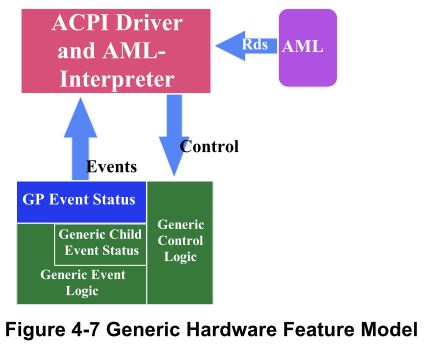 ACPI Driver
and AML-
Interpreter
Rds
AML
Events
Control
GP Event Status
Generic Child
Event Status
Generic Event
Logic
Generic
Control
Logic
Figure 4-7 Generic Hardware Feature Model